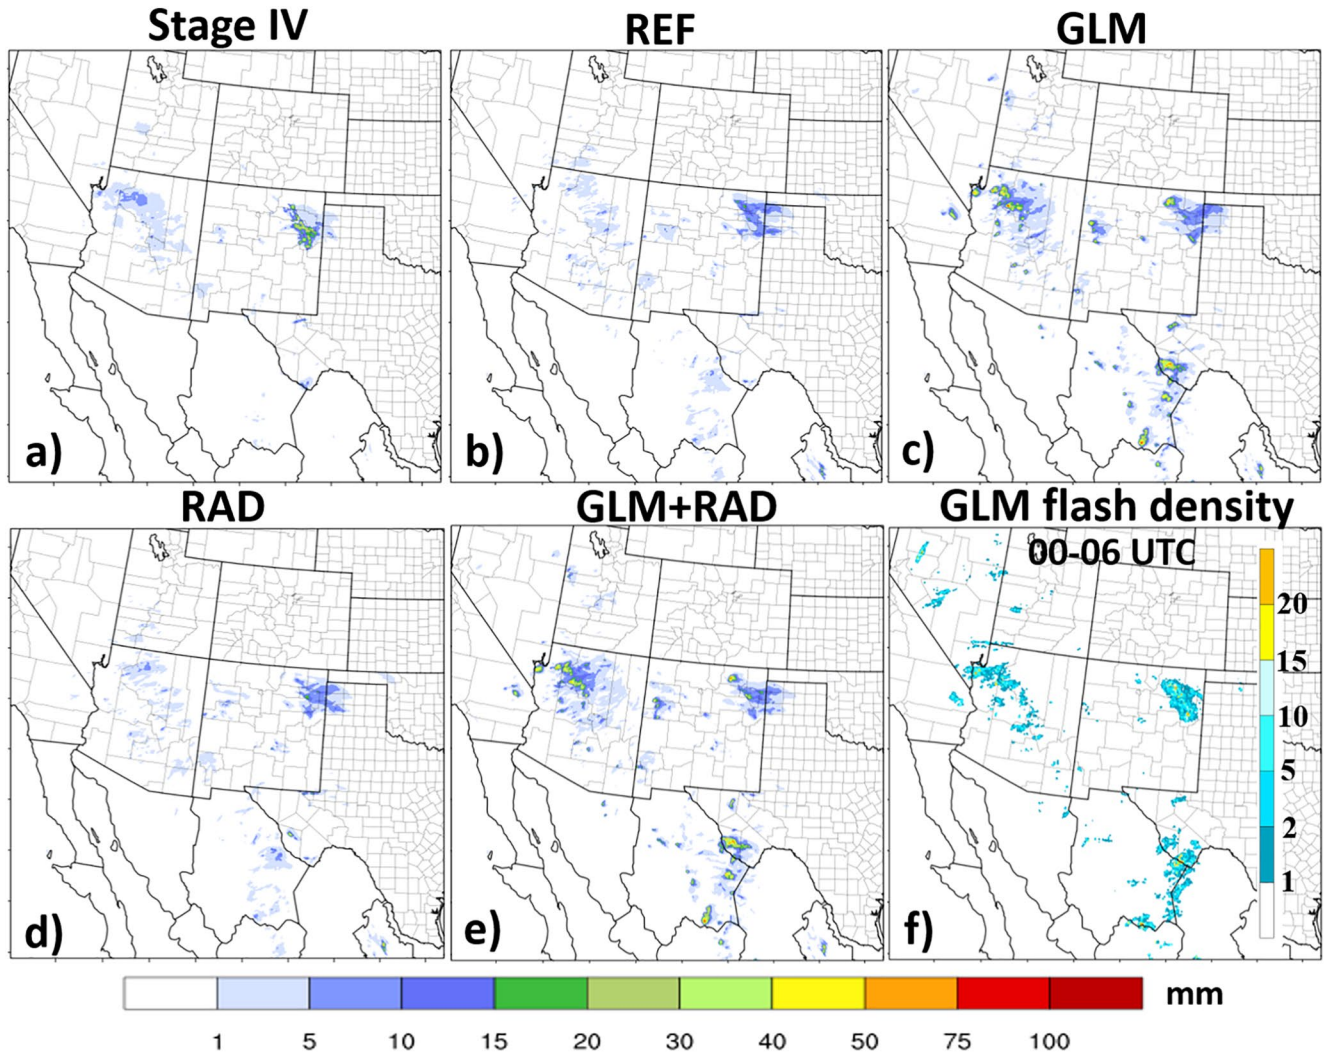 Stage IV REF GLM
a) b) c)
RAD GLM+RAD GLM flash density
00-06 UTC
20
15
10
5
2
1
d) e) f)
mm
1 5 10 15 20 30 40 50 75 100